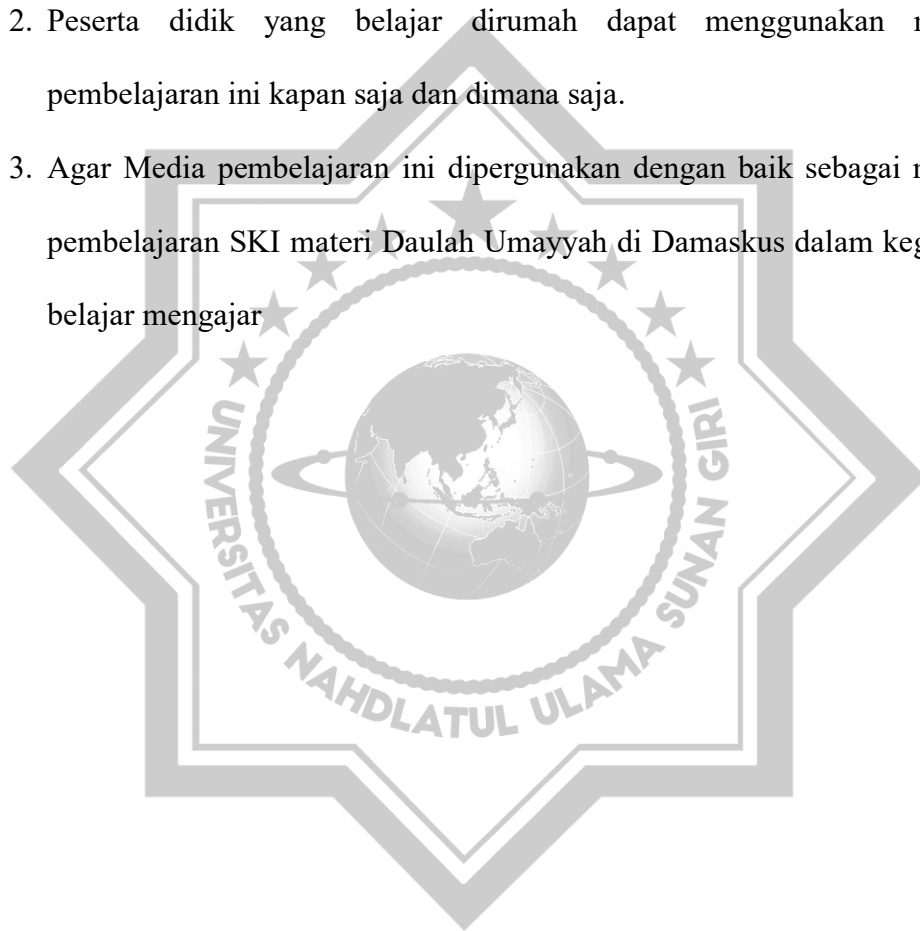 2. Peserta didik yang belajar dirumah dapat menggunakan
pembelajaran ini kapan saja dan dimana saja.
3. Agar Media pembelajaran ini dipergunakan dengan baik sebagai
pembelajaran SKI materi Daulah Umayyah di Damaskus dalam
belajar mengajar
UNIVERSITAS NAHDLATUL ULAMA SUNAN GIRI